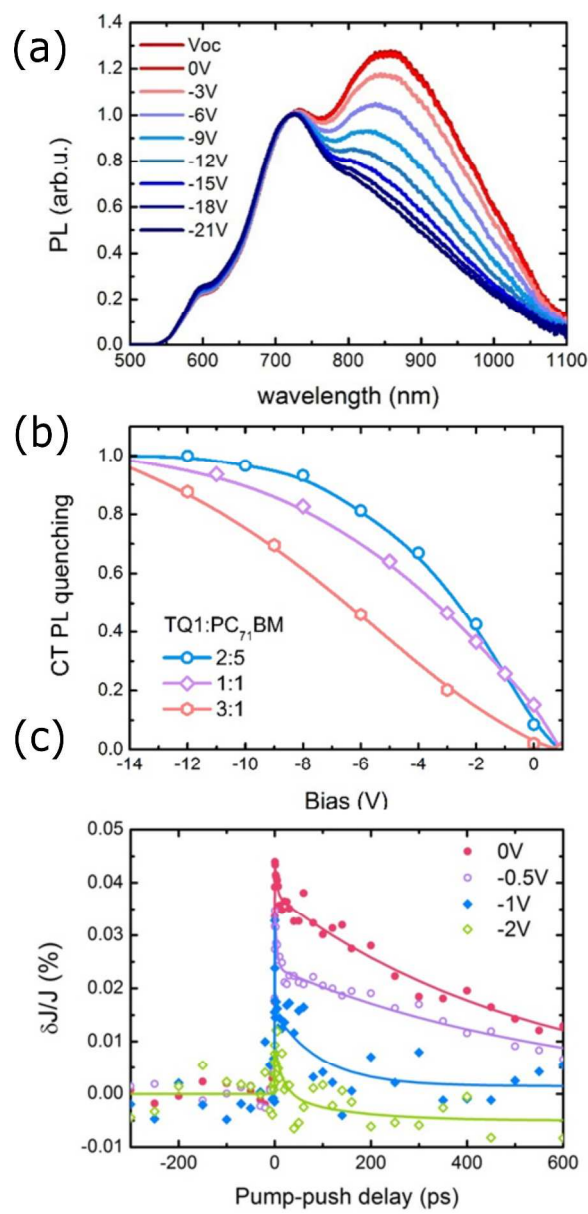 (a)
1.4
1.2
1.0
0.8
0.6
0.4
0.2
0.0
PL (arb.u.)
Voc
0V
-3V
-6V
-9V
-12V
-15V
-18V
-21V
500 600 700 800 900 1000 1100
wavelength (nm)
(b)
1.0
0.8
0.6
0.4
0.2
0.0
CT PL quenching
TQ1:PC₇₁BM
2:5
1:1
3:1
-14 -12 -10 -8 -6 -4 -2 0
Bias (V)
(c)
0.05
0.04
0.03
0.02
0.01
0.00
-0.01
δJ/J (%)
0V
-0.5V
-1V
-2V
-200 0 200 400 600
Pump-push delay (ps)